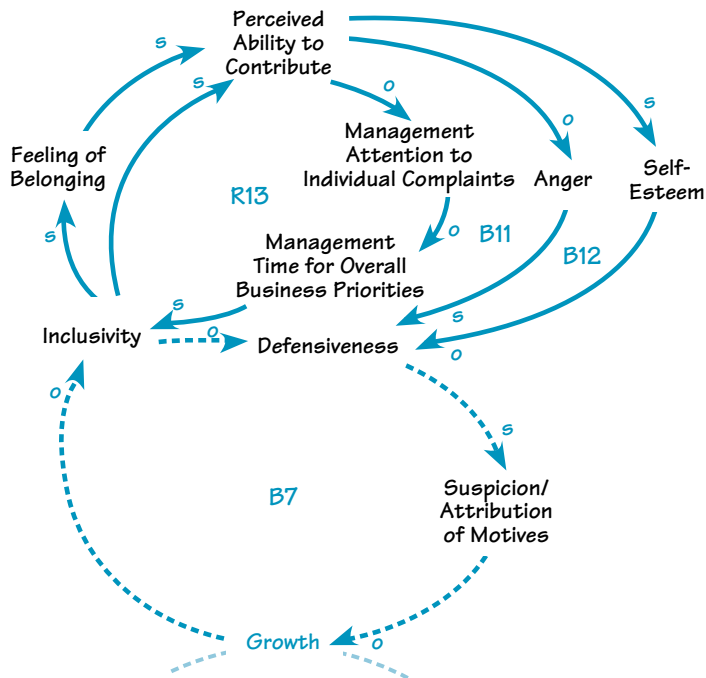 Perceived
Ability to
Contribute
s
s
o
o
s
Feeling of
Belonging
Management
Attention to
Individual Complaints
Anger
Self-
Esteem
R13
s
o
B11
B12
Management
Time for Overall
Business Priorities
s
s
Inclusivity
o
Defensiveness
o
o
s
B7
Suspicion/
Attribution
of Motives
Growth
o